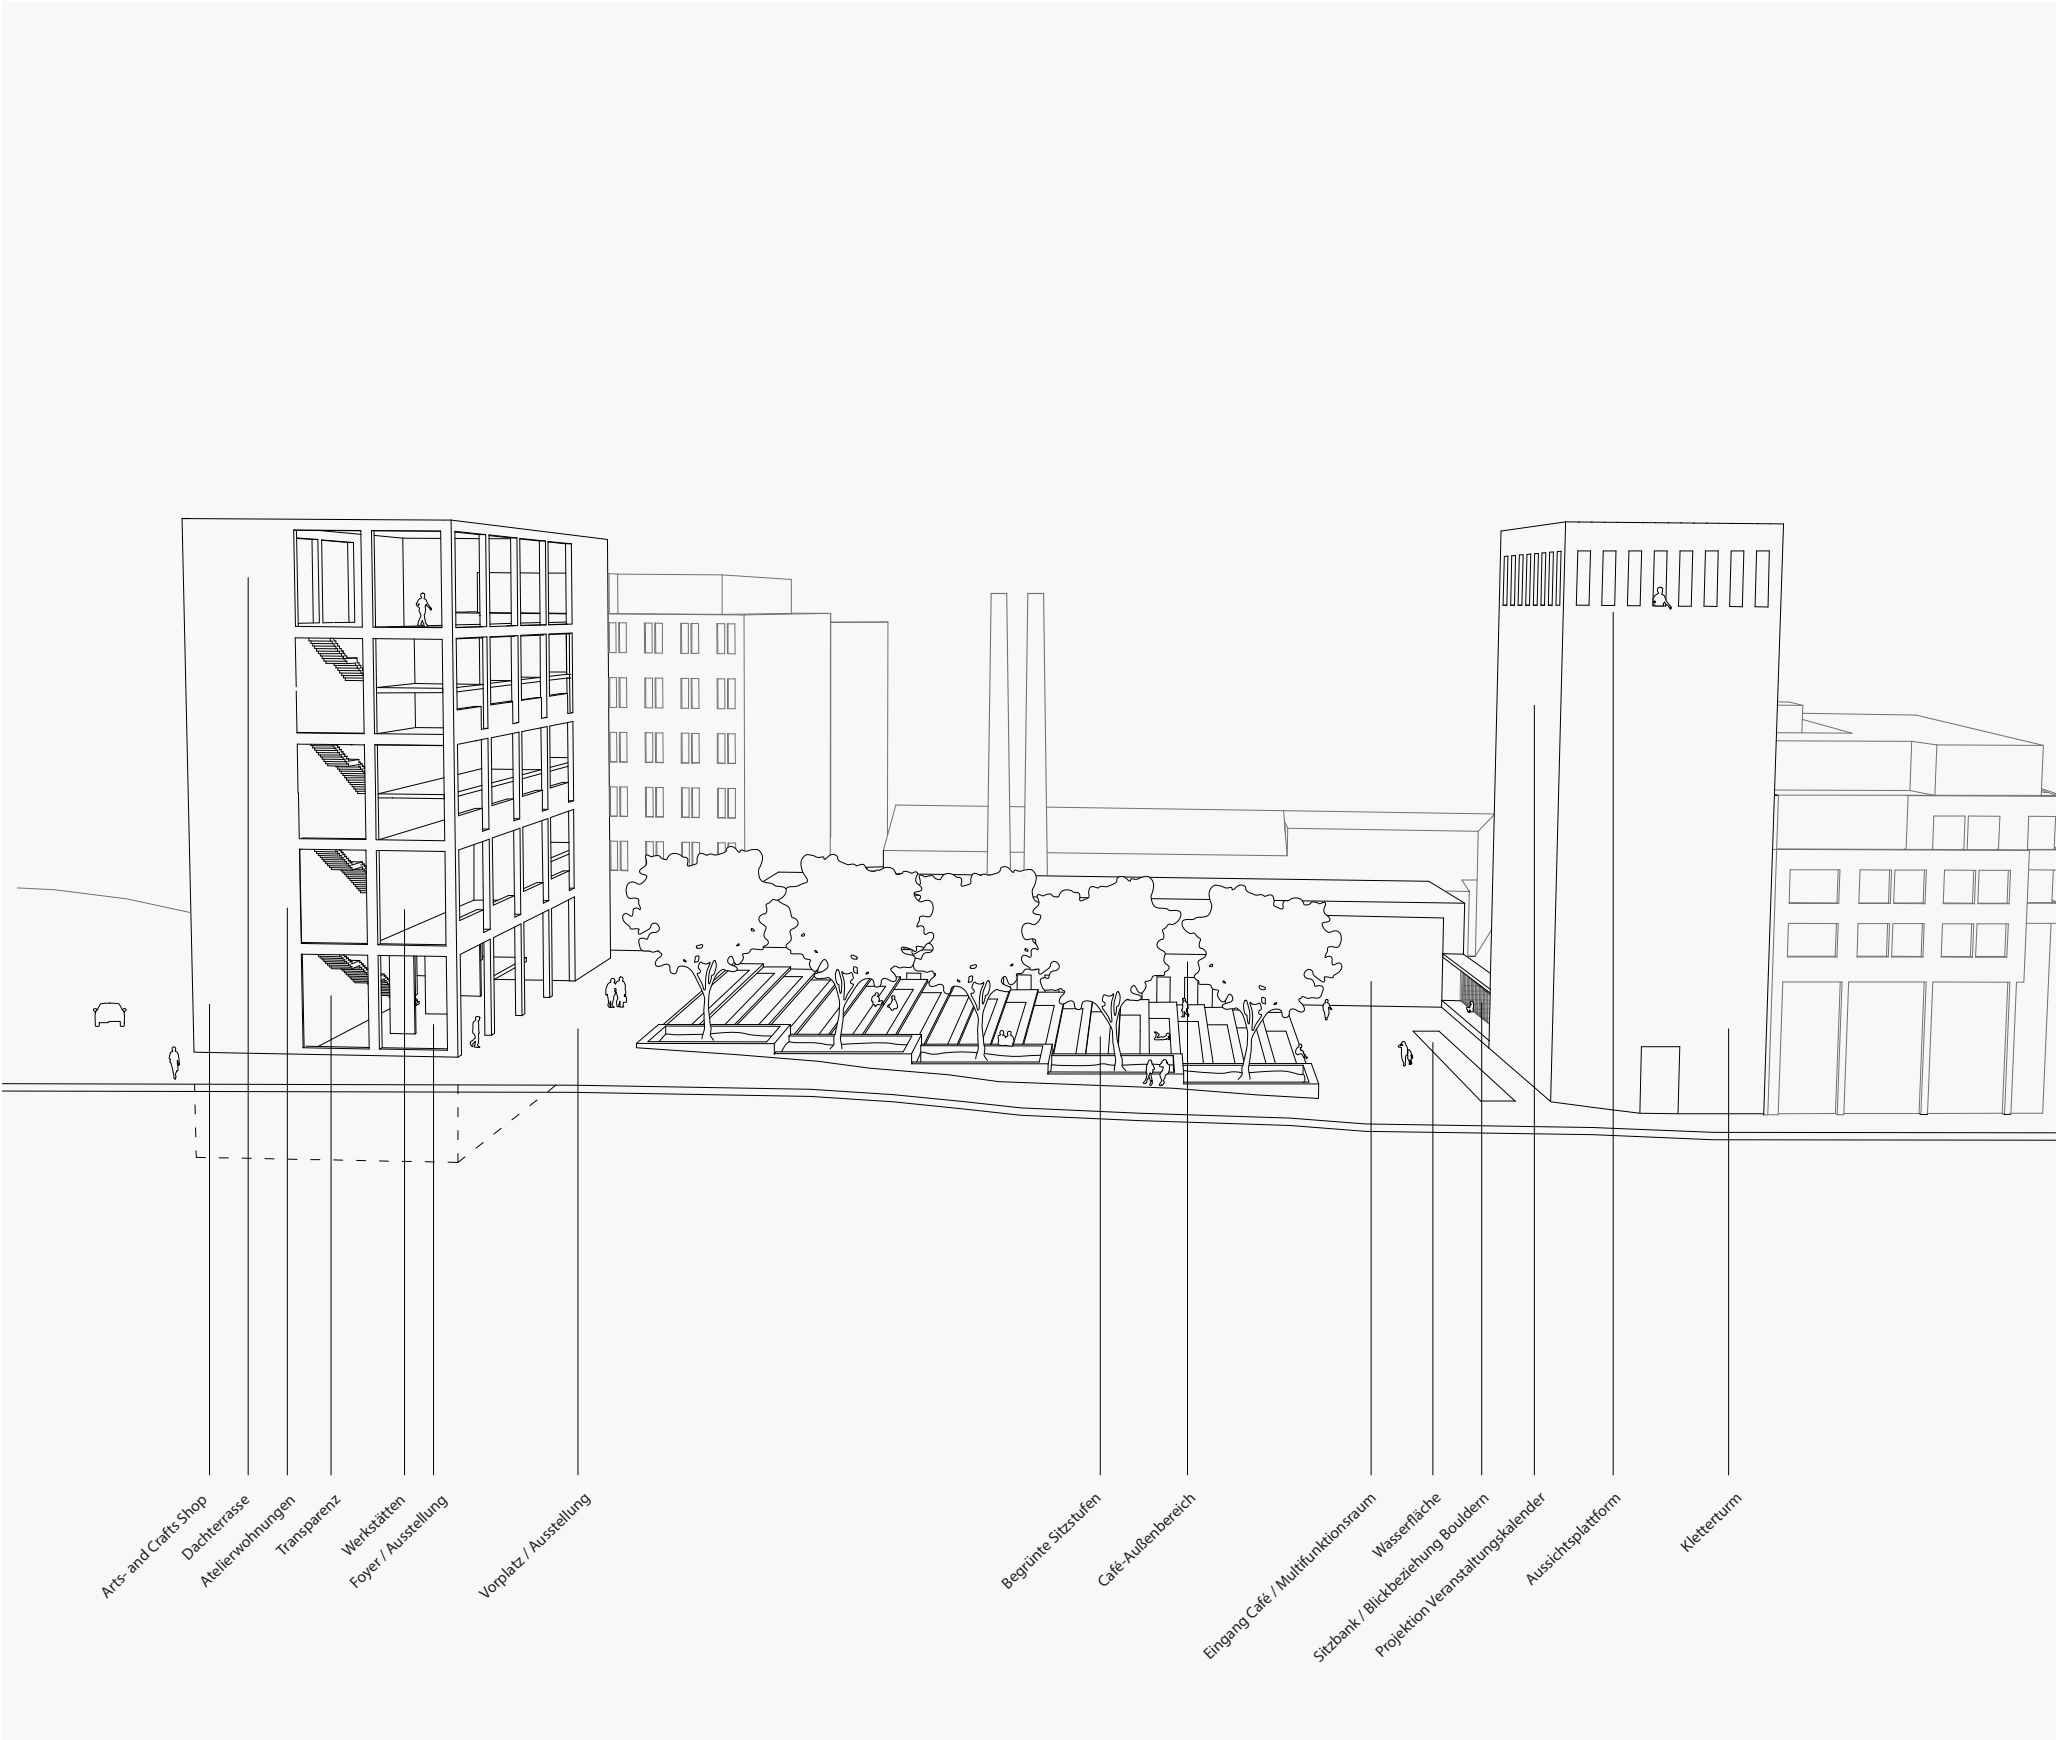 Arts- and Crafts Shop
Dachterrasse
Atelierwohnungen
Transparenz
Werkstätten
Foyer / Ausstellung
Vorplatz / Ausstellung
Begrünte Sitzstufen
Café-Außenbereich
Eingang Café / Multifunktionsraum
Wasserfläche
Sitzbank / Blickbeziehung Bouldern
Projektion Veranstaltungskalender
Aussichtsplattform
Kletterturm